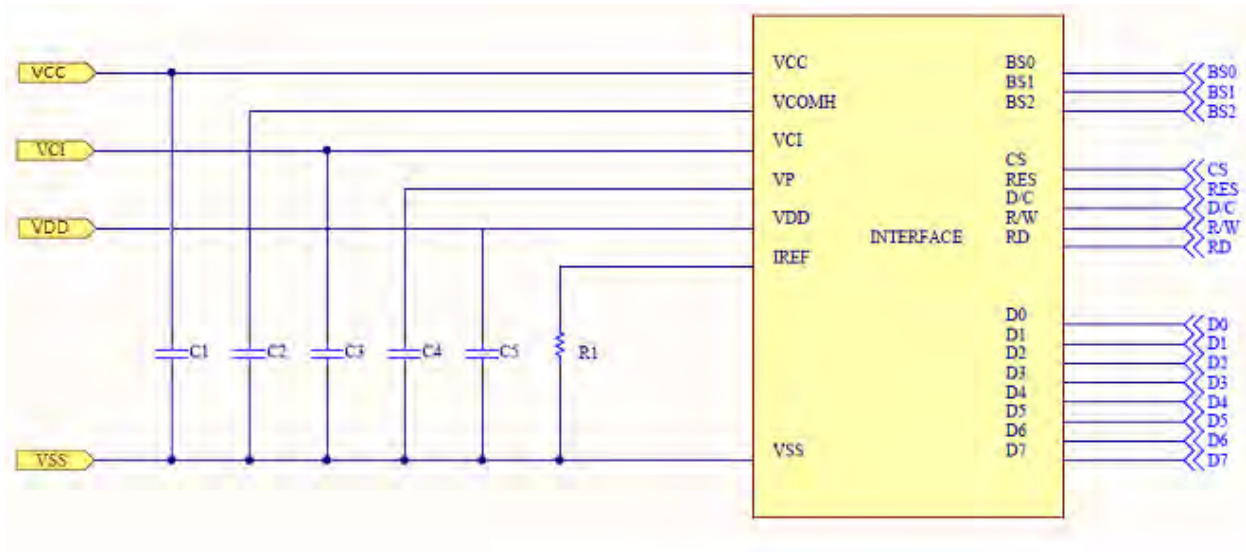 VCC
VCI
VDD
VSS
C1 C2 C3 C4 C5 R1
VCC
VCOMH
VCI
VP
VDD
IREF
VSS
INTERFACE
BS0
BS1
BS2
CS
RES
D/C
R/W
RD
D0
D1
D2
D3
D4
D5
D6
D7
BS0
BS1
BS2
CS
RES
D/C
R/W
RD
D0
D1
D2
D3
D4
D5
D6
D7